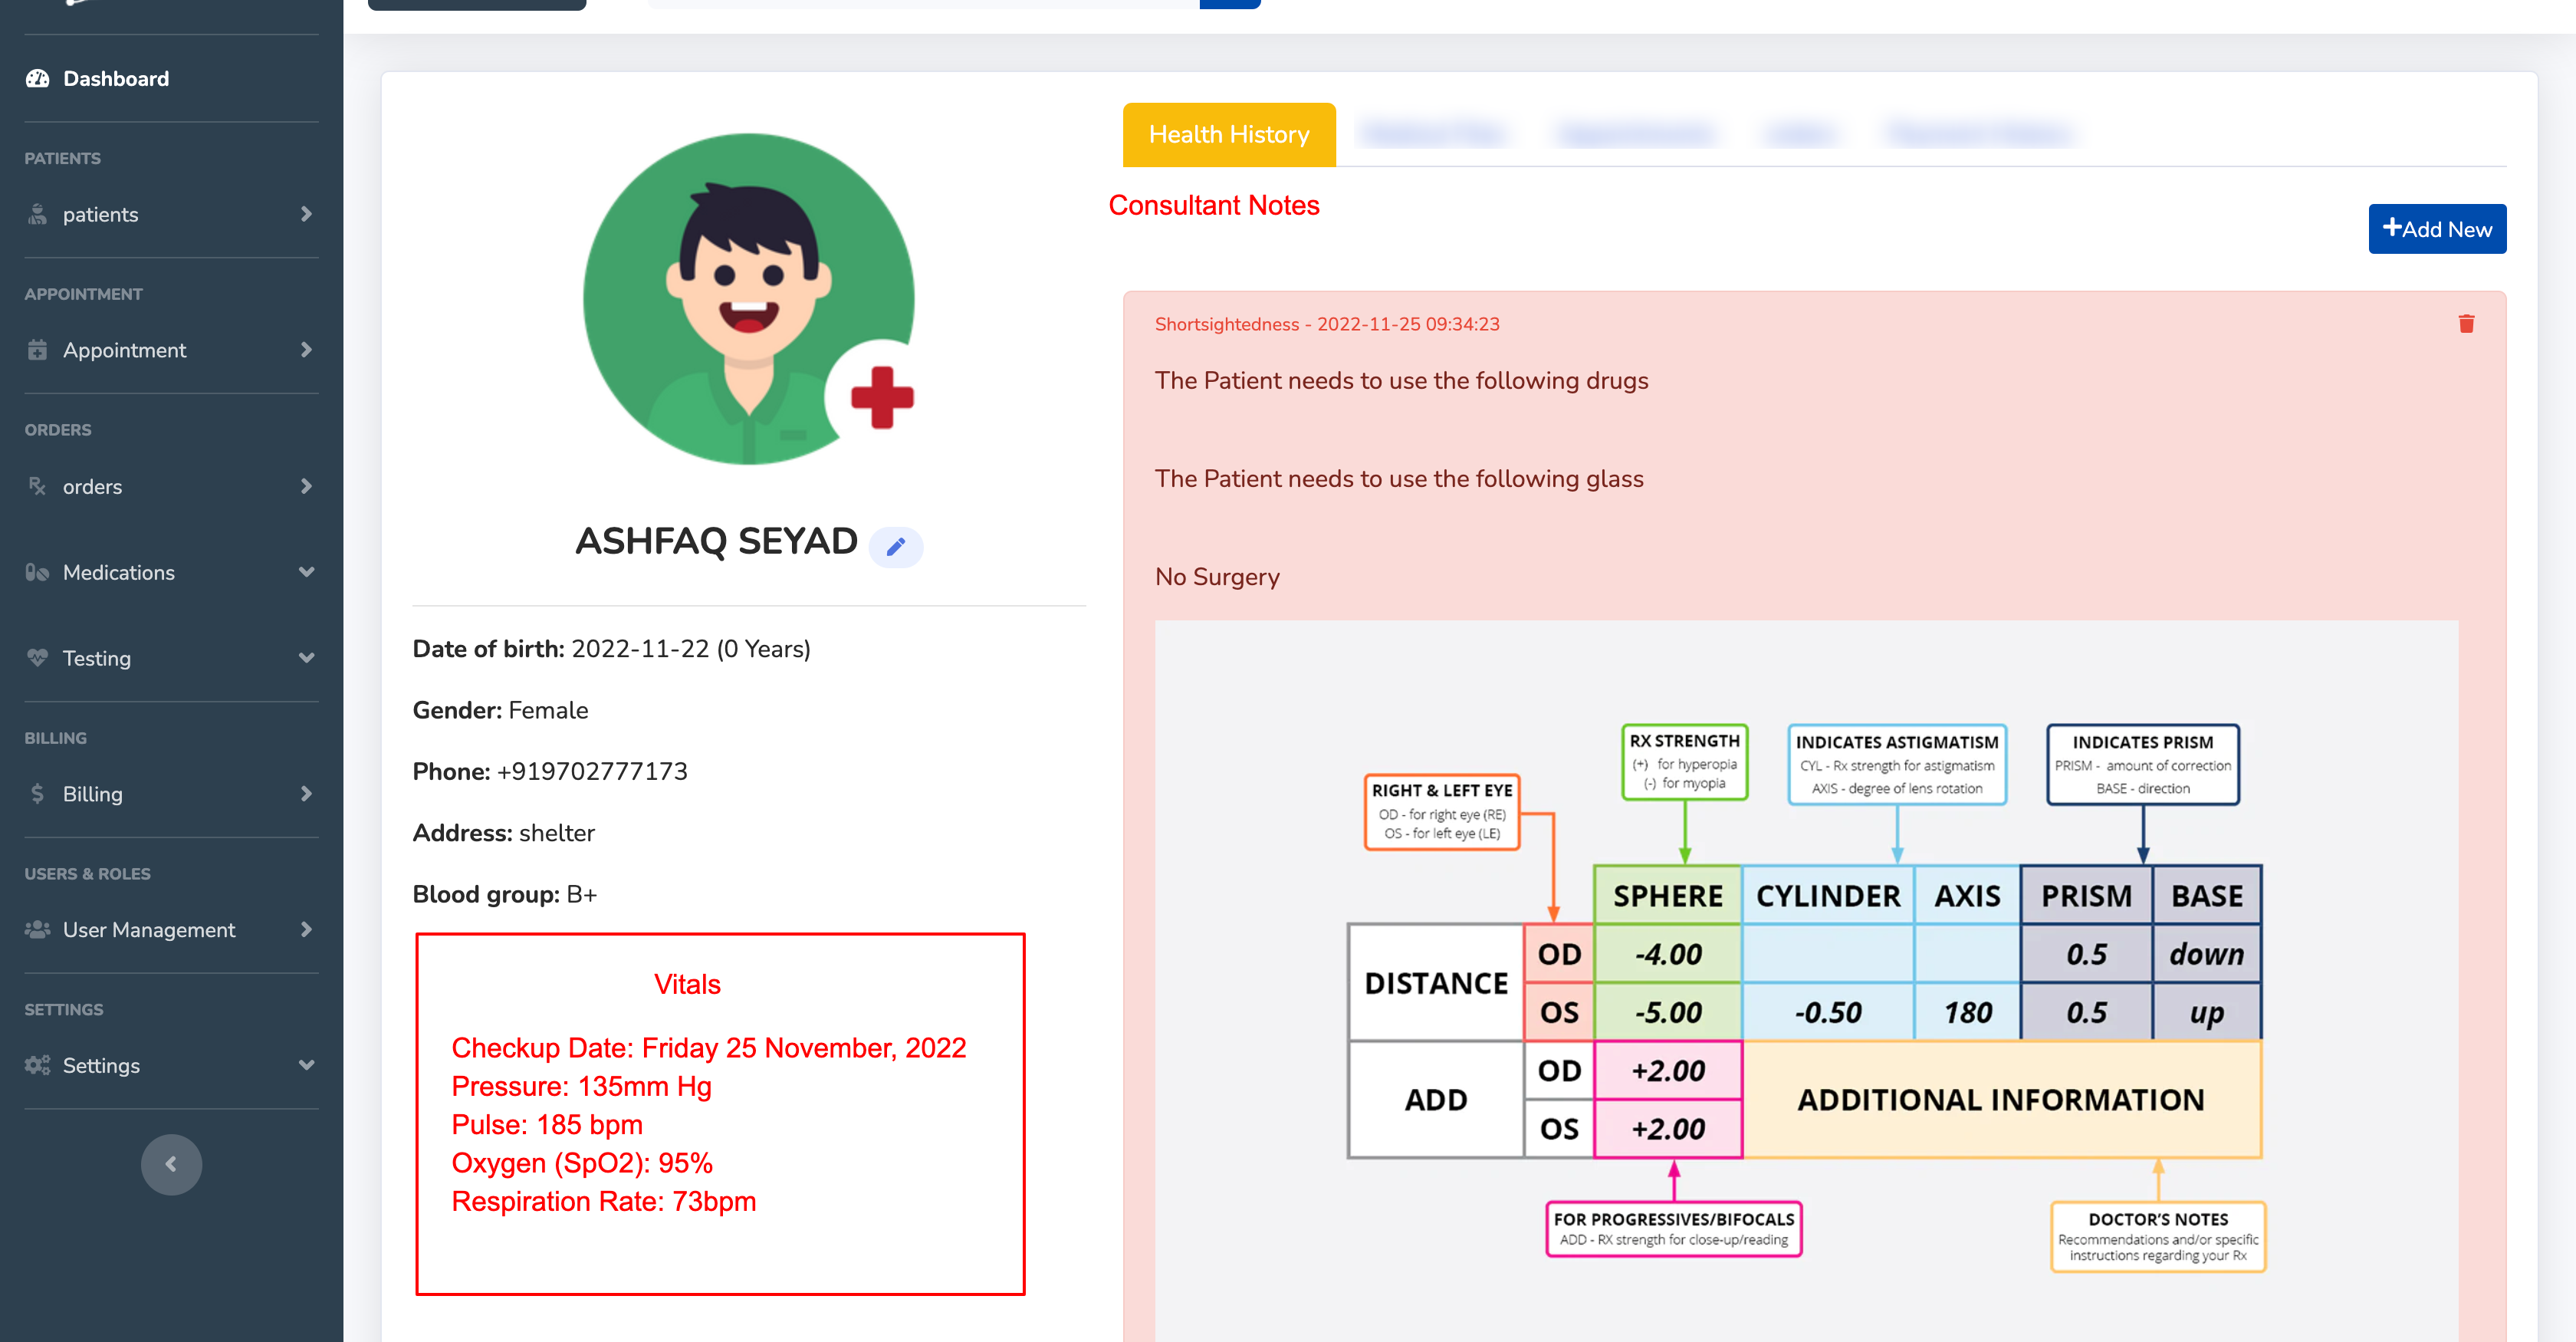 Dashboard
PATIENTS
patients
APPOINTMENT
Appointment
ORDERS
orders
Medications
Testing
BILLING
Billing
USERS & ROLES
User Management
SETTINGS
Settings
ASHFAQ SEYAD
Date of birth: 2022-11-22 (0 Years)
Gender: Female
Phone: +919702777173
Address: shelter
Blood group: B+
Vitals
Checkup Date: Friday 25 November, 2022
Pressure: 135mm Hg
Pulse: 185 bpm
Oxygen (SpO2): 95%
Respiration Rate: 73bpm
Health History
Consultant Notes
Add New
Shortsightedness - 2022-11-25 09:34:23
The Patient needs to use the following drugs
The Patient needs to use the following glass
No Surgery
RIGHT & LEFT EYE
OD - for right eye (RE)
OS - for left eye (LE)
RX STRENGTH
(+) for hyperopia
(-) for myopia
INDICATES ASTIGMATISM
CYL - Rx strength for astigmatism
AXIS - degree of lens rotation
INDICATES PRISM
PRISM - amount of correction
BASE - direction
SPHERE CYLINDER AXIS PRISM BASE
DISTANCE
OD -4.00 0.5 down
OS -5.00 -0.50 180 0.5 up
ADD
OD +2.00
OS +2.00
ADDITIONAL INFORMATION
FOR PROGRESSIVES/BIFOCALS
ADD - RX strength for close-up/reading
DOCTOR'S NOTES
Recommendations and/or specific
instructions regarding your Rx